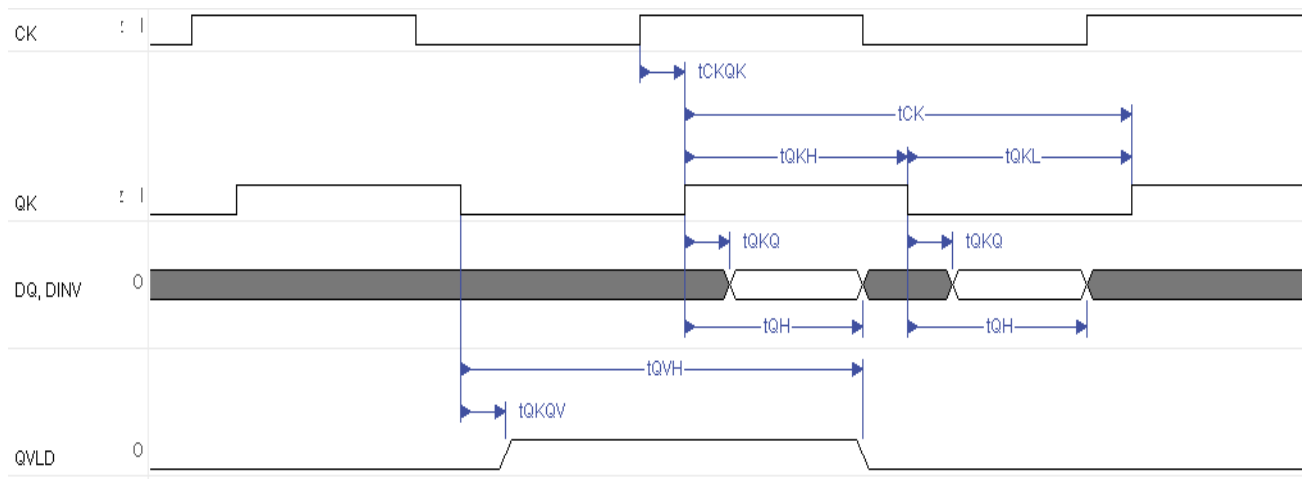 CK
tCKQK
tCK
tQKH tQKL
QK
tQKQ tQKQ
DQ, DINV 0
tQH tQH
tQVH
tQKQV
QVLD 0